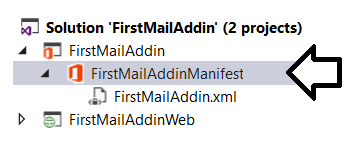 Solution 'FirstMailAddin' (2 projects)
FirstMailAddin
FirstMailAddinManifest
FirstMailAddin.xml
FirstMailAddinWeb